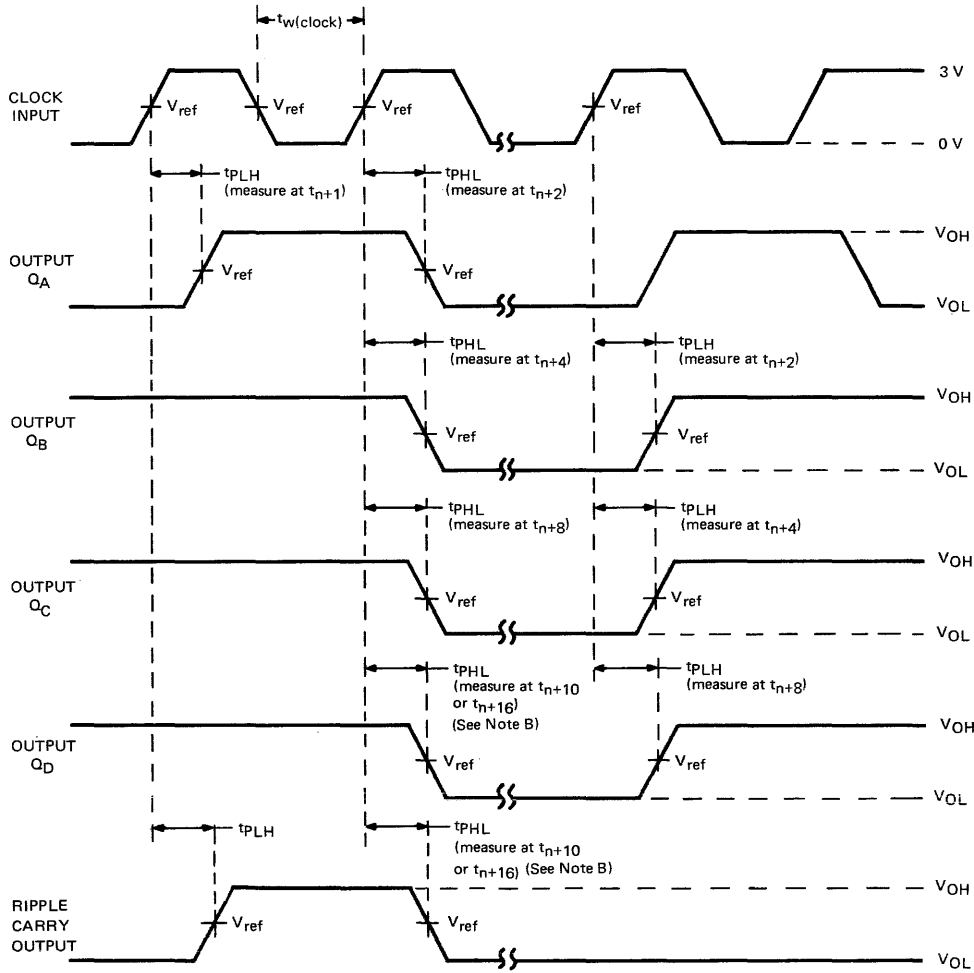 tw(clock)
3 V
CLOCK
INPUT
Vref
Vref
Vref
Vref
0 V
tPLH
(measure at tn+1)
tPHL
(measure at tn+2)
VOH
OUTPUT
QA
Vref
Vref
VOL
tPHL
(measure at tn+4)
tPLH
(measure at tn+2)
VOH
OUTPUT
QB
Vref
Vref
VOL
tPHL
(measure at tn+8)
tPLH
(measure at tn+4)
VOH
OUTPUT
QC
Vref
Vref
VOL
tPHL
(measure at tn+10
or tn+16)
(See Note B)
tPLH
(measure at tn+8)
VOH
OUTPUT
QD
Vref
Vref
VOL
tPLH
tPHL
(measure at tn+10
or tn+16) (See Note B)
VOH
RIPPLE
CARRY
OUTPUT
Vref
Vref
VOL